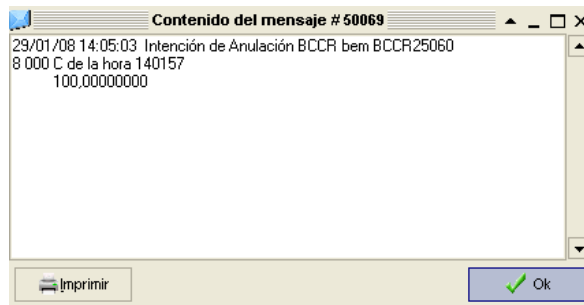 Contenido del mensaje # 50069
29/01/08 14:05:03 Intención de Anulación BCCR bem BCCR25060
8 000 C de la hora 140157
100,00000000
Imprimir
Ok